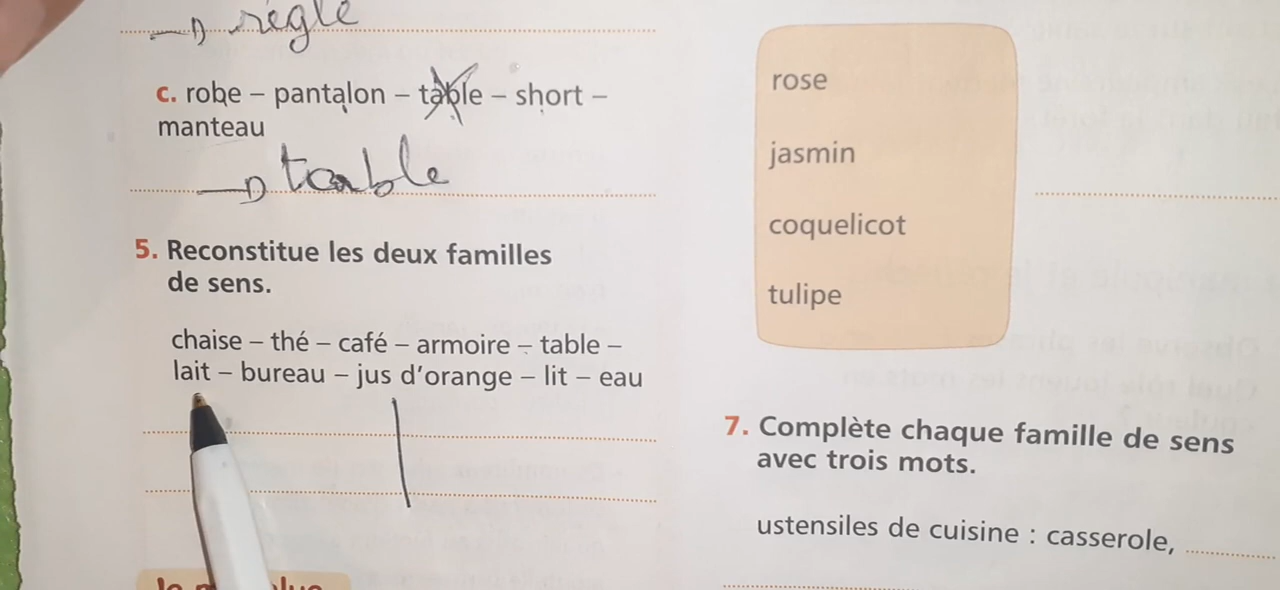 → règle
c. robe – pantalon – table – short –
manteau
→ table
5. Reconstitue les deux familles
de sens.
chaise – thé – café – armoire – table –
lait – bureau – jus d'orange – lit – eau
rose
jasmin
coquelicot
tulipe
7. Complète chaque famille de sens
avec trois mots.
ustensiles de cuisine : casserole,